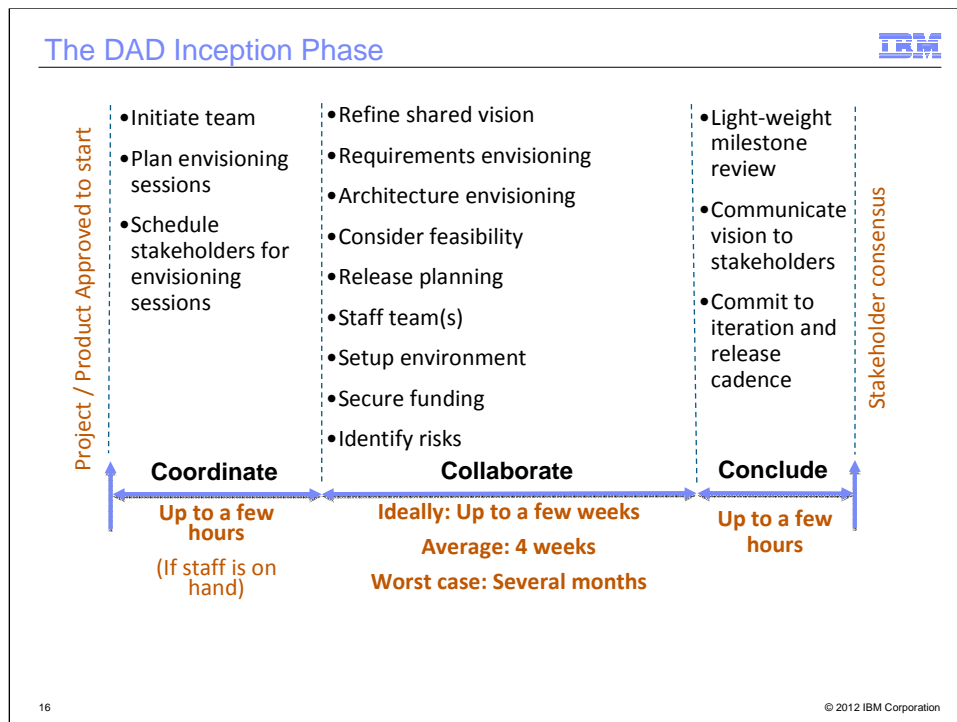 The DAD Inception Phase
IBM
Project / Product Approved to start
•Initiate team
•Plan envisioning
sessions
•Schedule
stakeholders for
envisioning
sessions
•Refine shared vision
•Requirements envisioning
•Architecture envisioning
•Consider feasibility
•Release planning
•Staff team(s)
•Setup environment
•Secure funding
•Identify risks
•Light-weight
milestone
review
•Communicate
vision to
stakeholders
•Commit to
iteration and
release
cadence
Stakeholder consensus
Coordinate
Collaborate
Conclude
Up to a few
hours
(If staff is on
hand)
Ideally: Up to a few weeks
Average: 4 weeks
Worst case: Several months
Up to a few
hours
16
© 2012 IBM Corporation